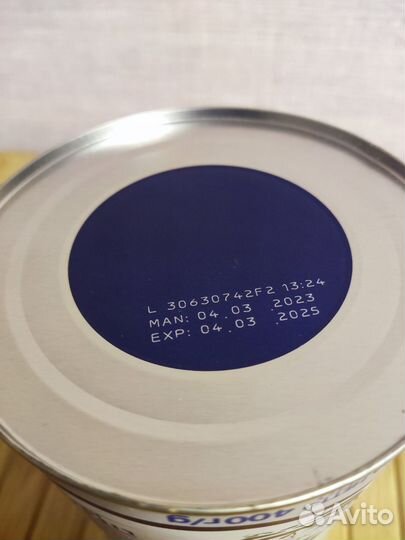 L 30630742F2 13:24
MAN: 04.03 .2023
EXP: 04.03 .2025
400г/g
Avito